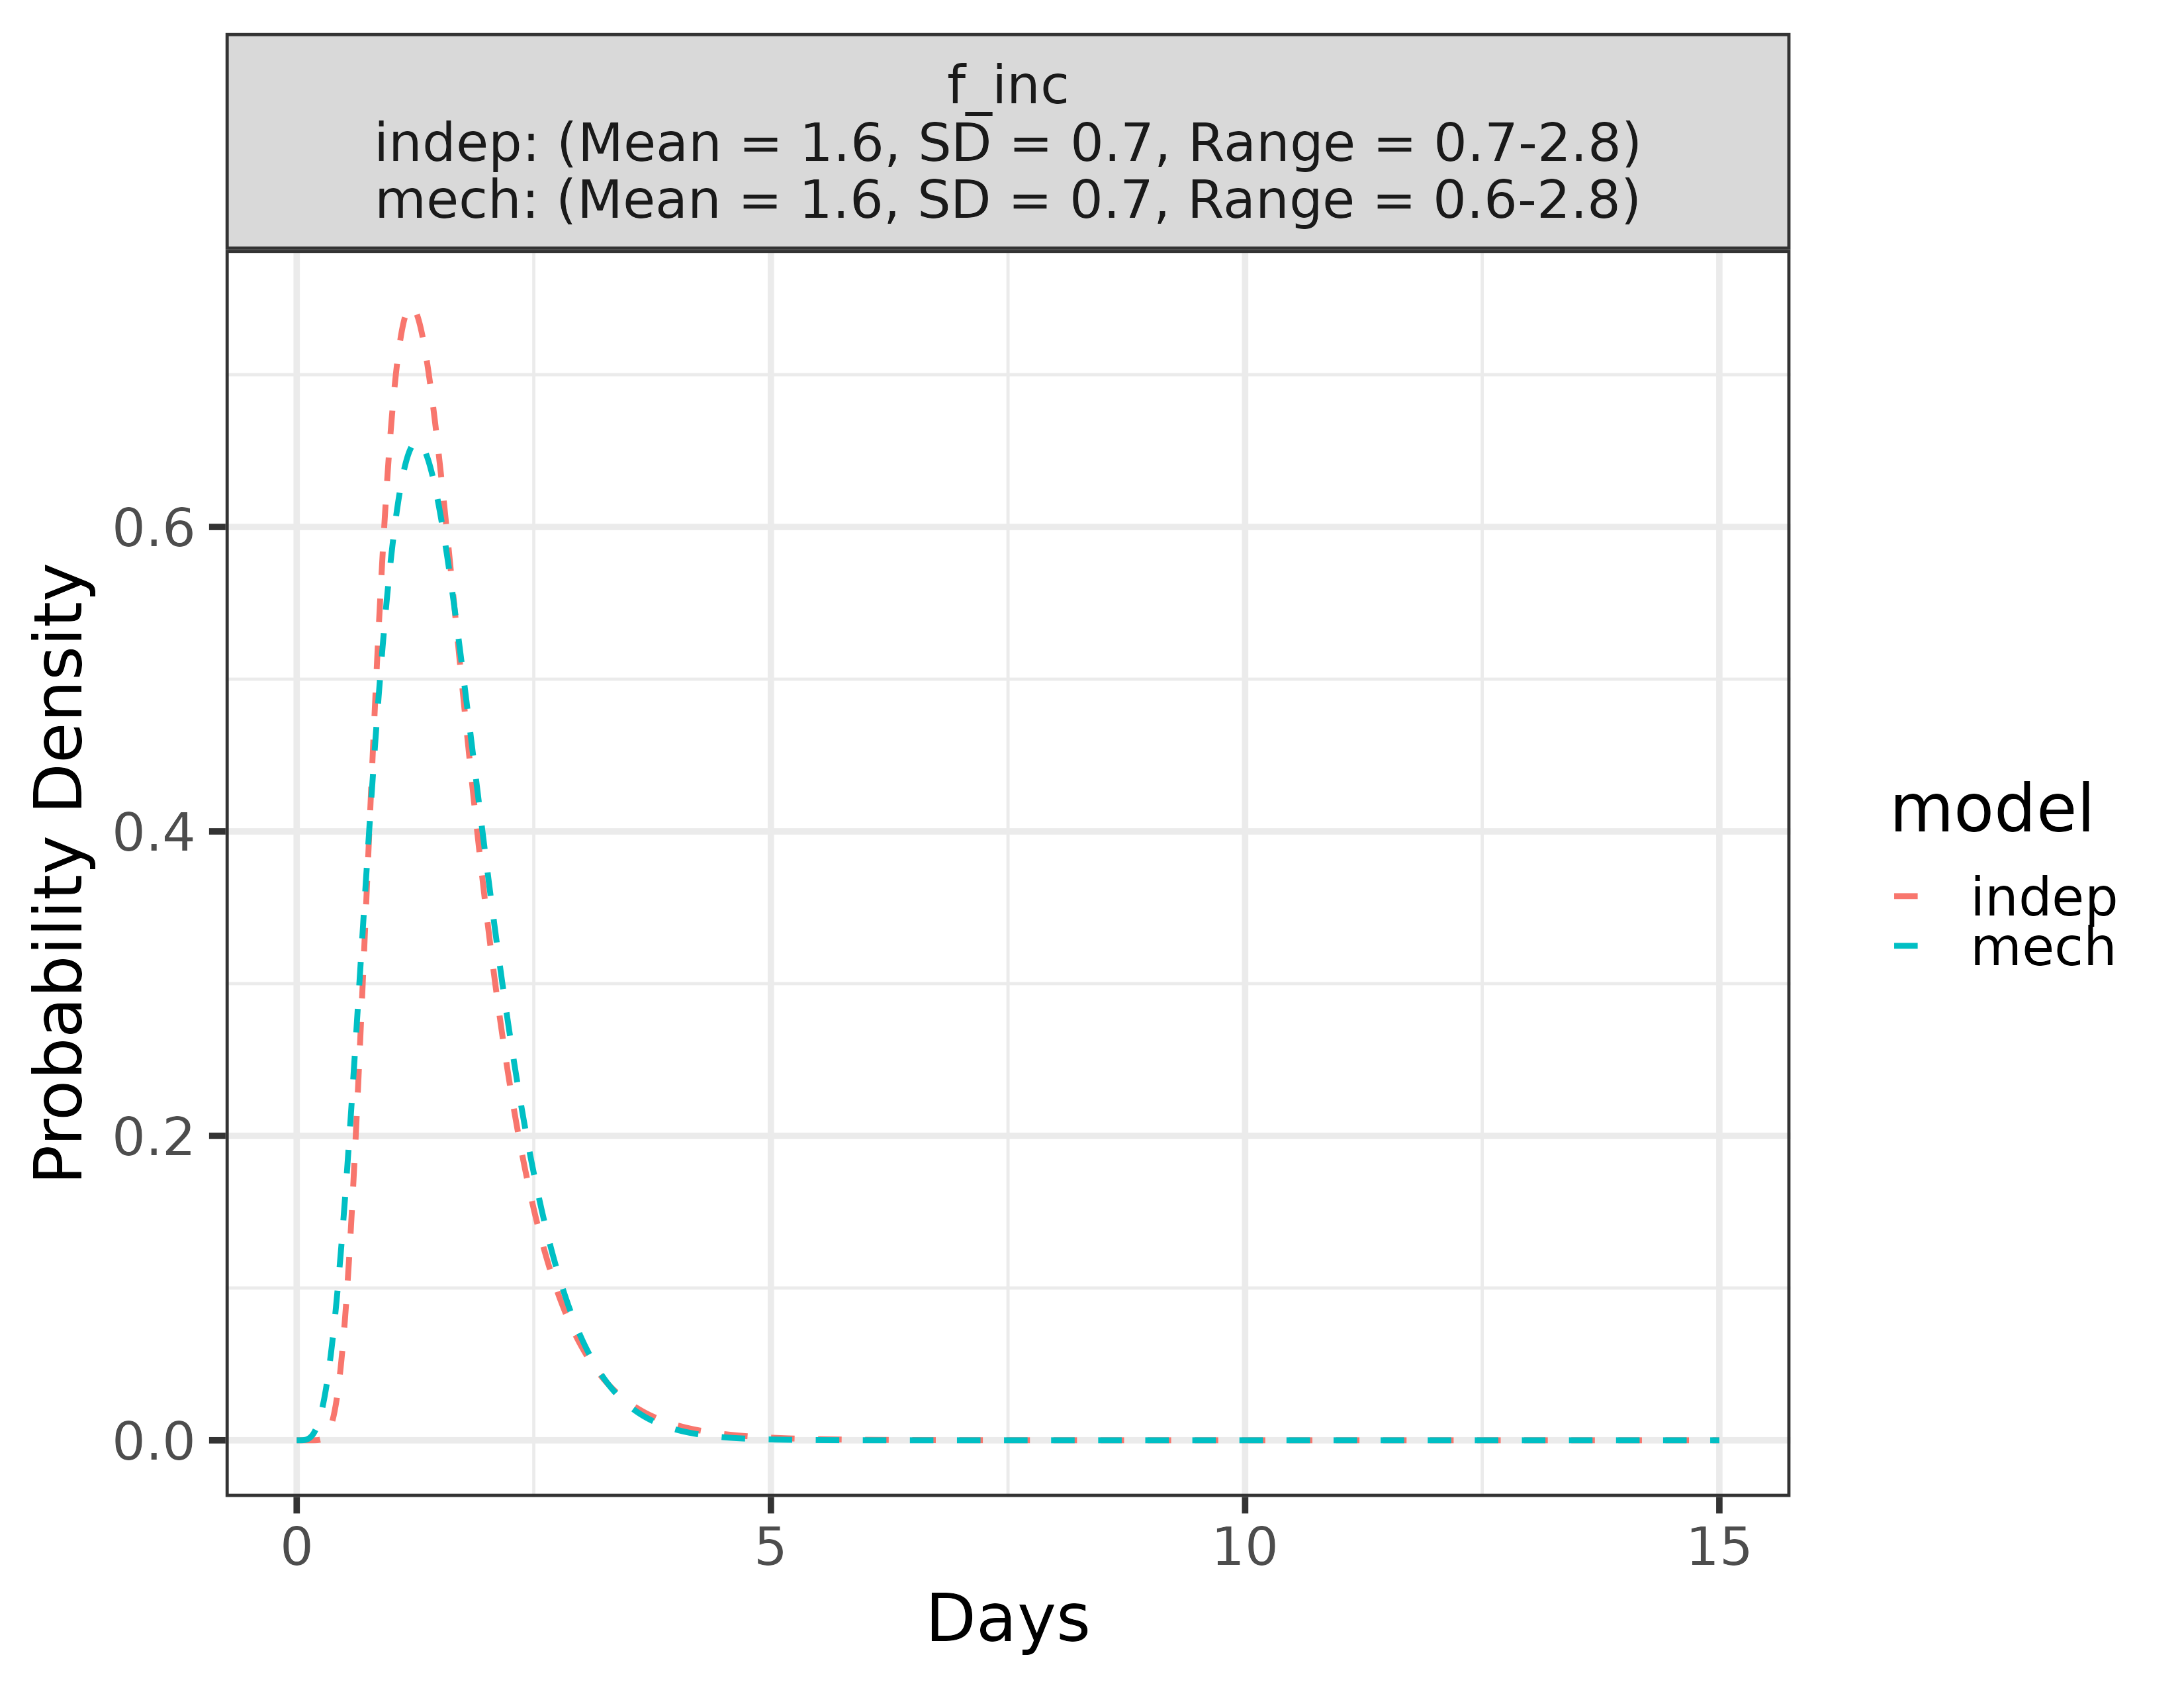 f_inc
indep: (Mean = 1.6, SD = 0.7, Range = 0.7-2.8)
mech: (Mean = 1.6, SD = 0.7, Range = 0.6-2.8)
Probability Density
0.6
0.4
0.2
0.0
0 5 10 15
Days
model
indep
mech